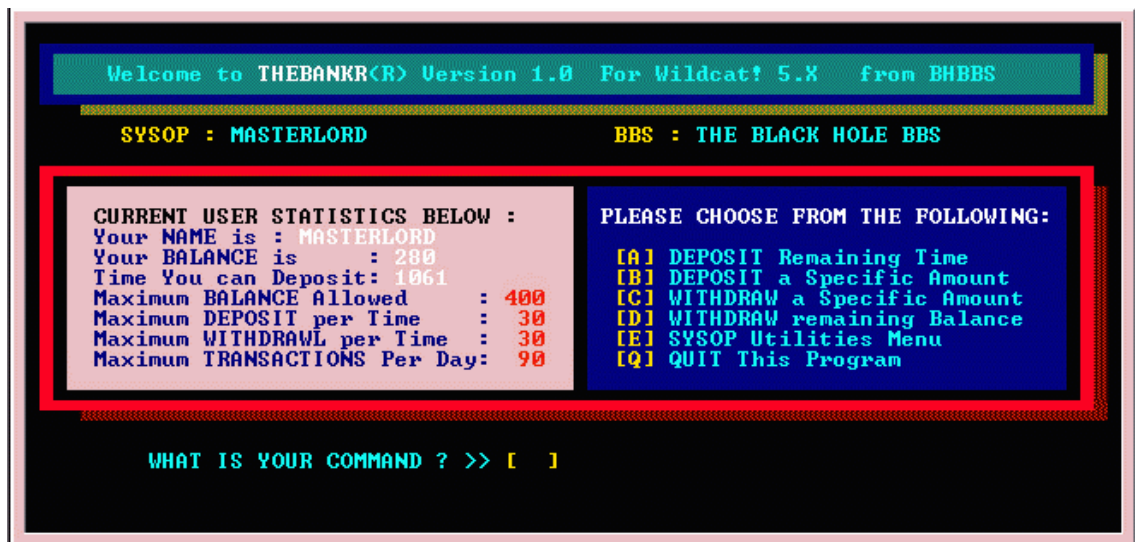 Welcome to THEBANKR(R) Version 1.0 For Wildcat! 5.X from BHBBS
SYSOP : MASTERLORD BBS : THE BLACK HOLE BBS
CURRENT USER STATISTICS BELOW :
Your NAME is : MASTERLORD
Your BALANCE is : 280
Time You can Deposit: 1061
Maximum BALANCE Allowed : 400
Maximum DEPOSIT per Time : 30
Maximum WITHDRAWL per Time : 30
Maximum TRANSACTIONS Per Day: 90
PLEASE CHOOSE FROM THE FOLLOWING:
[A] DEPOSIT Remaining Time
[B] DEPOSIT a Specific Amount
[C] WITHDRAW a Specific Amount
[D] WITHDRAW remaining Balance
[E] SYSOP Utilities Menu
[Q] QUIT This Program
WHAT IS YOUR COMMAND ? >> [ ]